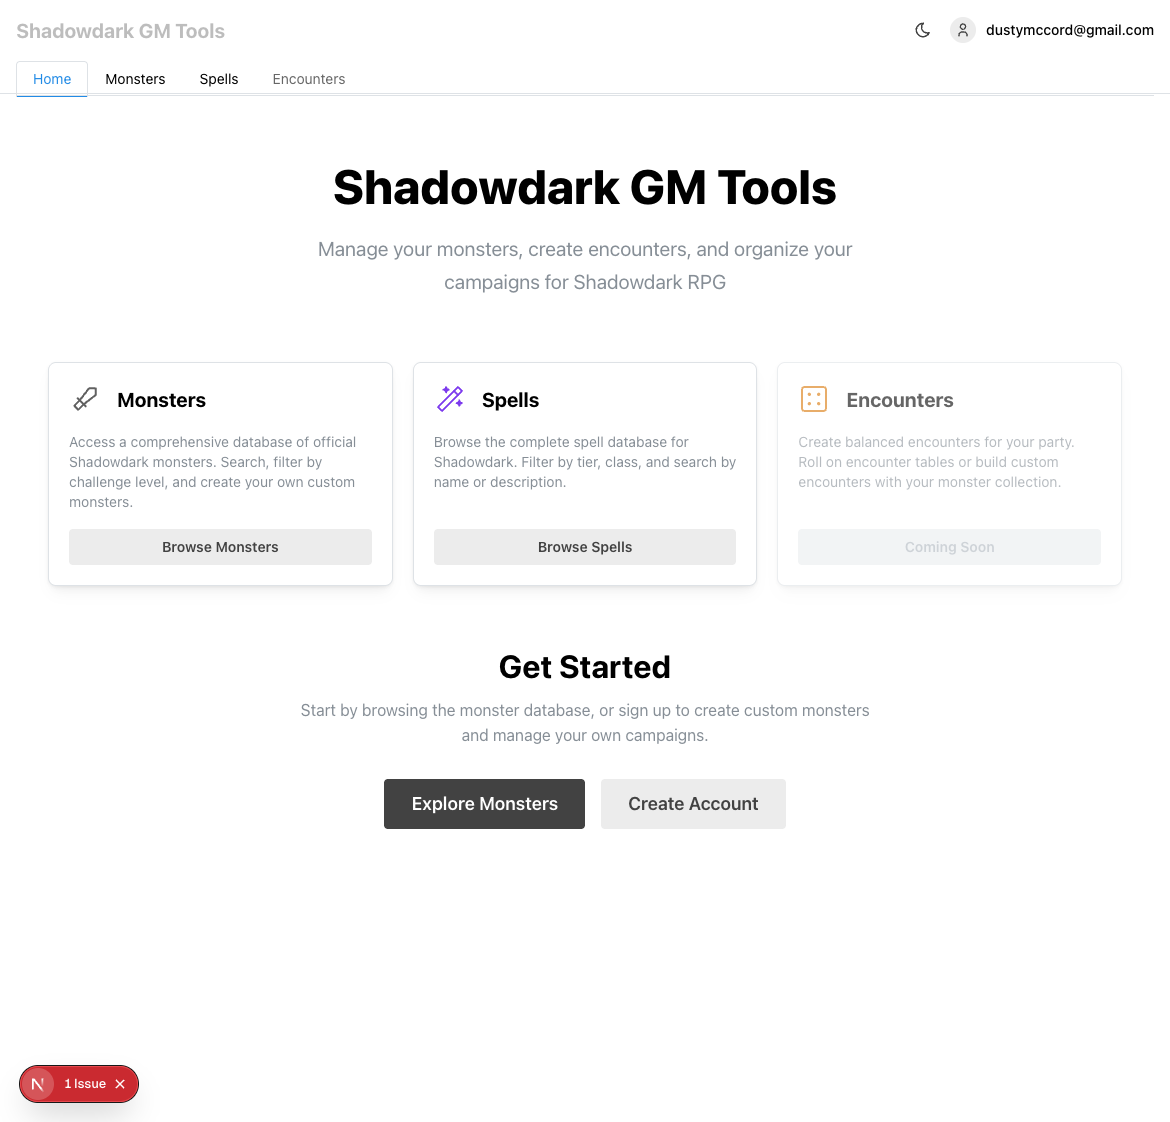 Shadowdark GM Tools
dustymccord@gmail.com
Home
Monsters
Spells
Encounters
Shadowdark GM Tools
Manage your monsters, create encounters, and organize your
campaigns for Shadowdark RPG
Monsters
Access a comprehensive database of official
Shadowdark monsters. Search, filter by
challenge level, and create your own custom
monsters.
Browse Monsters
Spells
Browse the complete spell database for
Shadowdark. Filter by tier, class, and search by
name or description.
Browse Spells
Encounters
Create balanced encounters for your party.
Roll on encounter tables or build custom
encounters with your monster collection.
Coming Soon
Get Started
Start by browsing the monster database, or sign up to create custom monsters
and manage your own campaigns.
Explore Monsters
Create Account
N
1 Issue